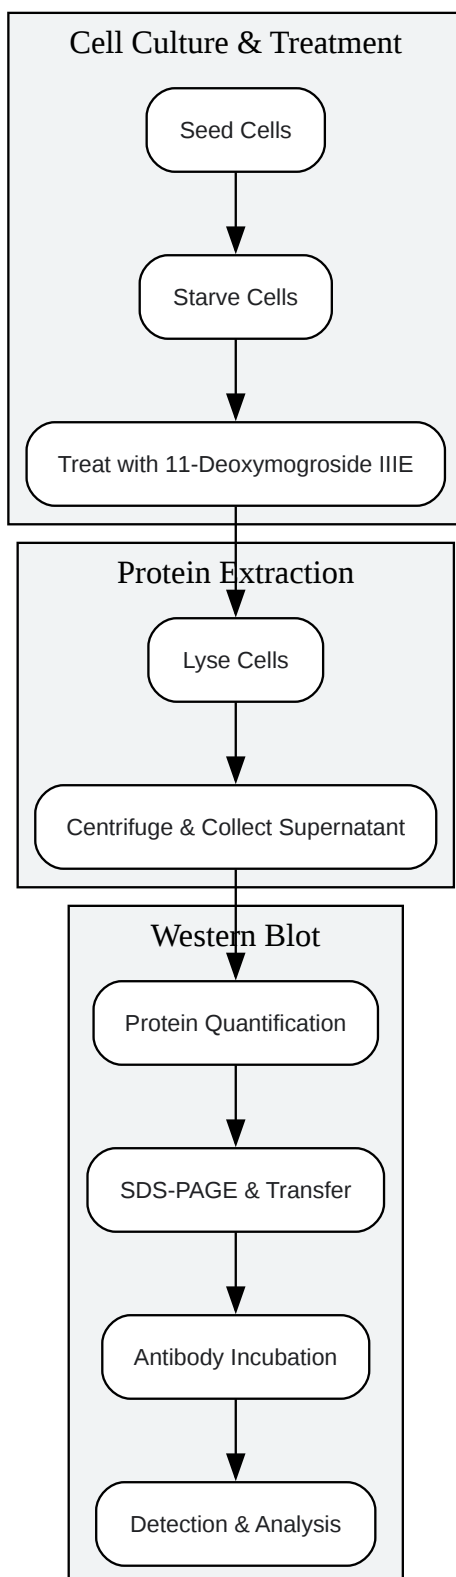 Cell Culture & Treatment
Seed Cells
Starve Cells
Treat with 11-Deoxymogroside IIIE
Protein Extraction
Lyse Cells
Centrifuge & Collect Supernatant
Western Blot
Protein Quantification
SDS-PAGE & Transfer
Antibody Incubation
Detection & Analysis